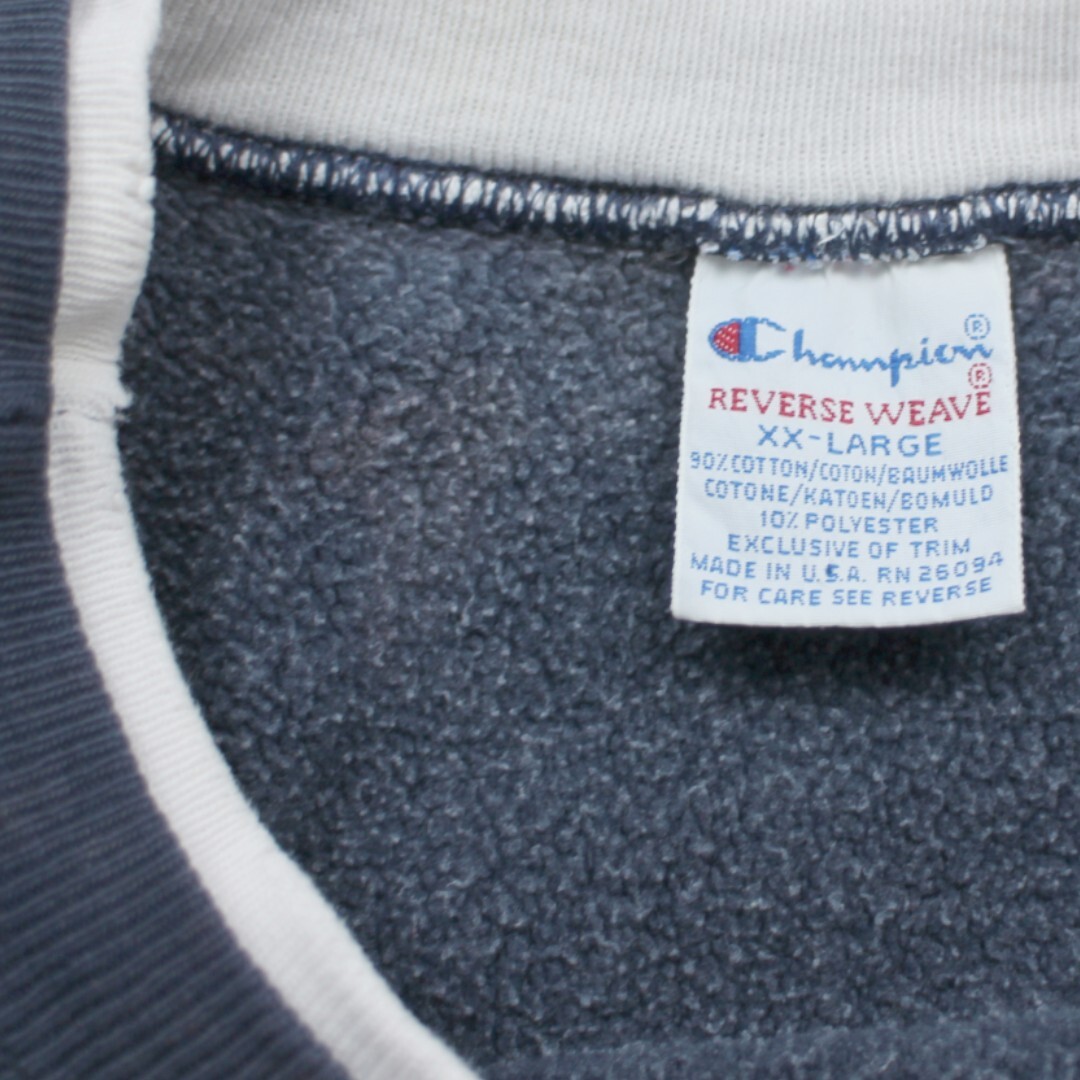 Champion®
REVERSE WEAVE®
XX-LARGE
90% COTTON/COTON/BAUMWOLLE
COTONE/KATOEN/BOMULD
10% POLYESTER
EXCLUSIVE OF TRIM
MADE IN U.S.A. RN 26094
FOR CARE SEE REVERSE